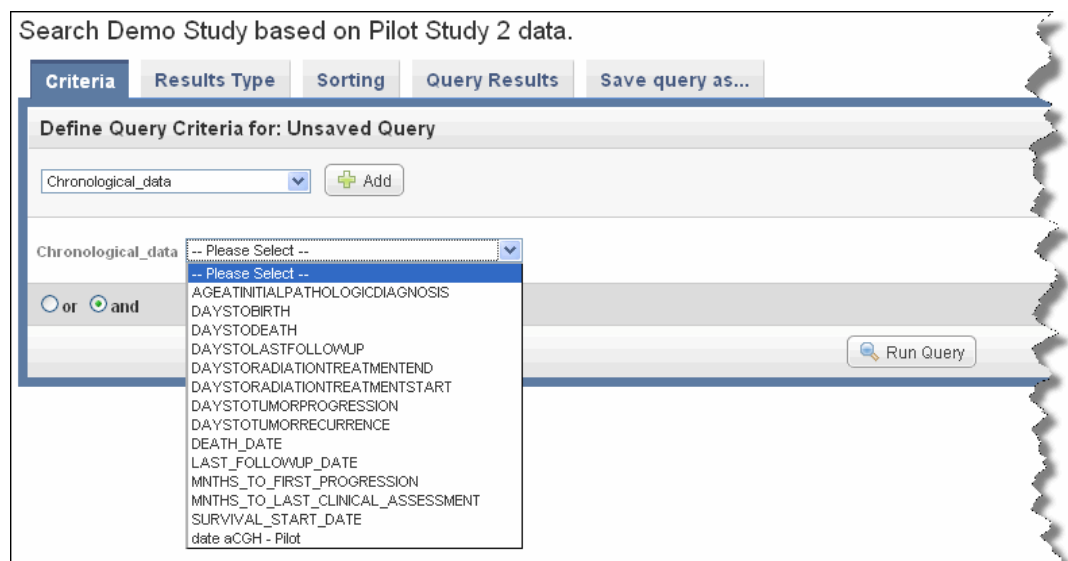 Search Demo Study based on Pilot Study 2 data.
Criteria Results Type Sorting Query Results Save query as...
Define Query Criteria for: Unsaved Query
Chronological_data Add
Chronological_data -- Please Select --
-- Please Select --
AGEATINITIALPATHOLOGICDIAGNOSIS
DAYSTOBIRTH
DAYSTODEATH
DAYSTOLASTFOLLOWUP
DAYSTORADIATIONTREATMENTEND
DAYSTORADIATIONTREATMENTSTART
DAYSTOTUMORPROGRESSION
DAYSTOTUMORRECURRENCE
DEATH_DATE
LAST_FOLLOWUP_DATE
MNTHS_TO_FIRST_PROGRESSION
MNTHS_TO_LAST_CLINICAL_ASSESSMENT
SURVIVAL_START_DATE
date aCGH - Pilot
or and
Run Query